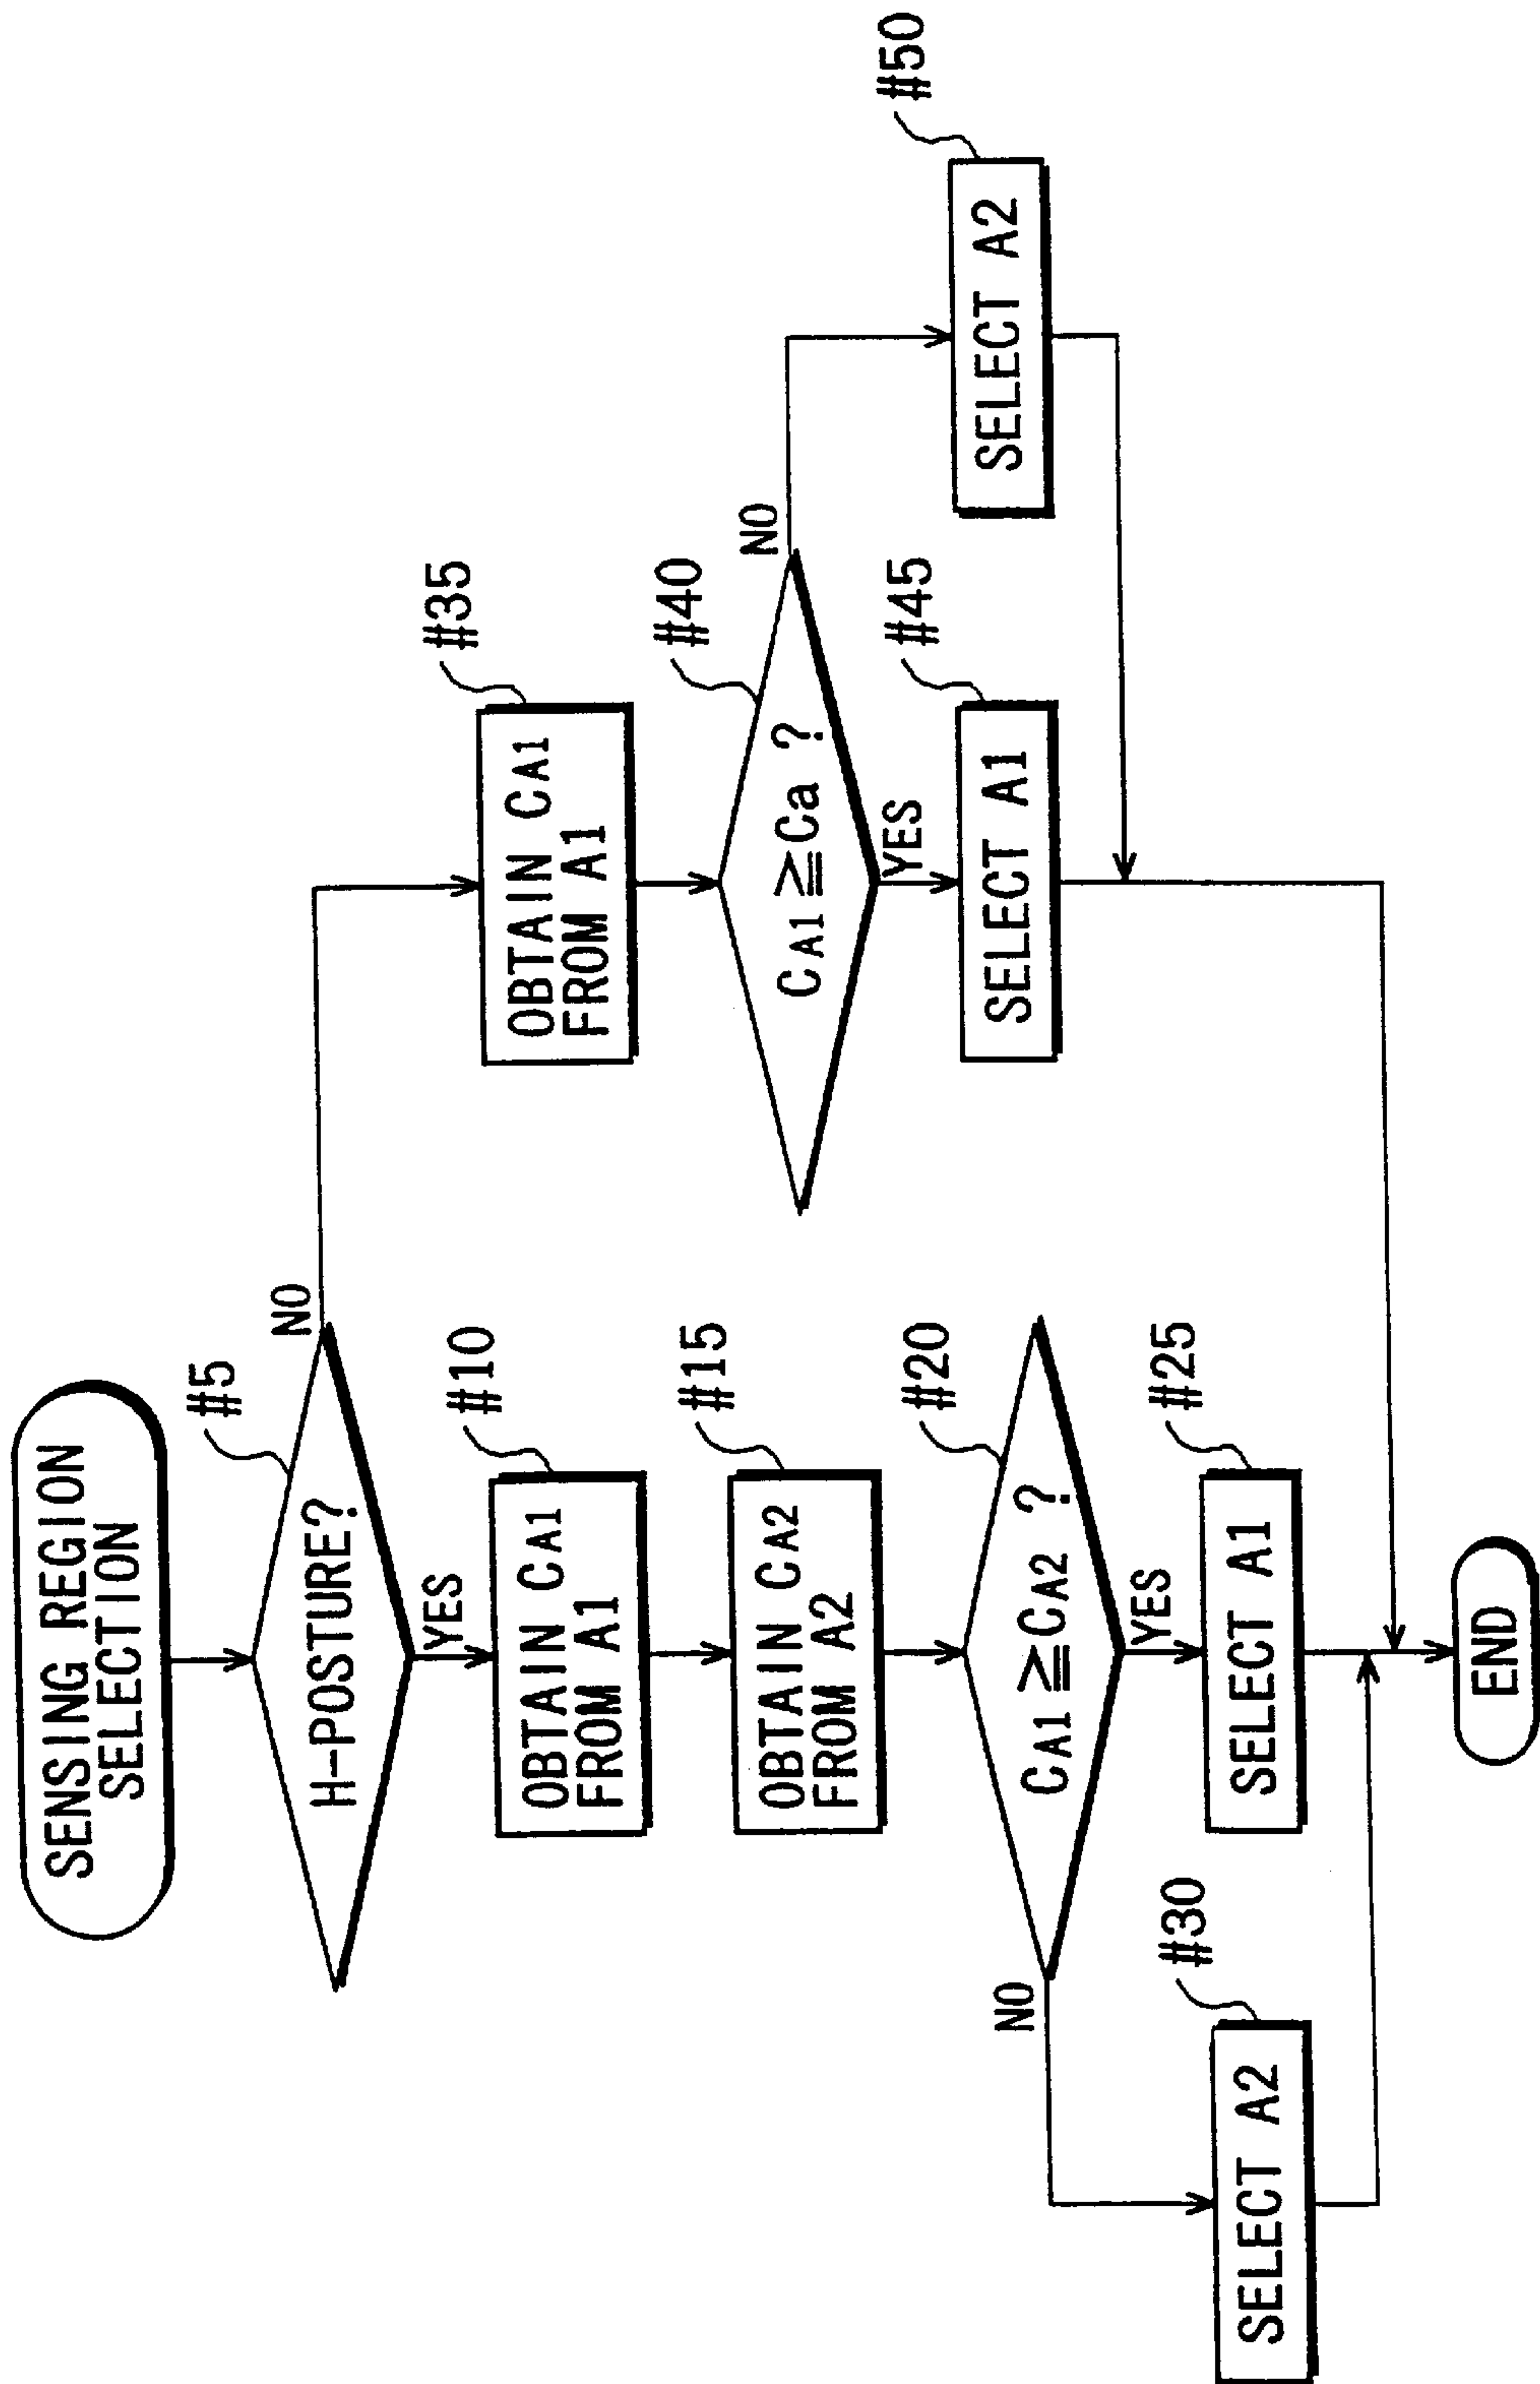 SENSING REGION
SELECTION
#5
H-POSTURE?
NO
YES
#10
OBTAIN CA1
FROM A1
#15
OBTAIN CA2
FROM A2
#20
CA1≧CA2 ?
NO
YES
#25
SELECT A1
#30
SELECT A2
#35
OBTAIN CA1
FROM A1
#40
CA1≧Ca ?
NO
YES
#45
SELECT A1
#50
SELECT A2
END